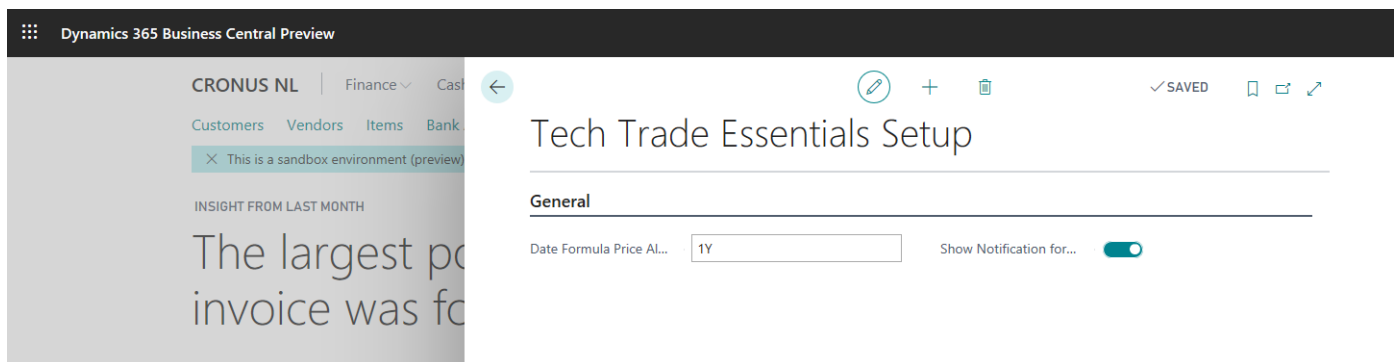 Dynamics 365 Business Central Preview
CRONUS NL
Finance
Cash
SAVED
Customers Vendors Items Bank
Tech Trade Essentials Setup
This is a sandbox environment (preview)
INSIGHT FROM LAST MONTH
General
The largest po
invoice was fo
Date Formula Price Al... 1Y
Show Notification for...